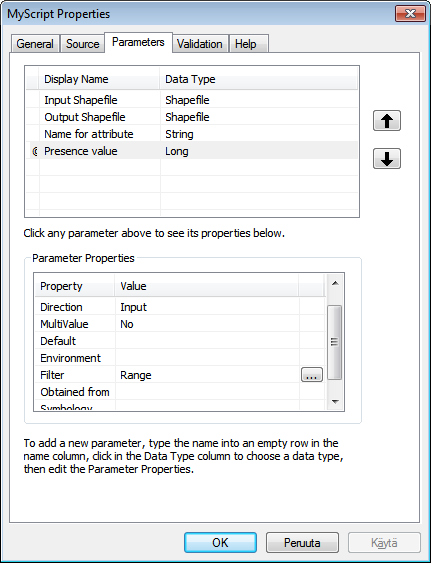 MyScript Properties
General Source Parameters Validation Help
Display Name Data Type
Input Shapefile Shapefile
Output Shapefile Shapefile
Name for attribute String
Presence value Long
Click any parameter above to see its properties below.
Parameter Properties
Property Value
Direction Input
MultiValue No
Default
Environment
Filter Range ...
Obtained from
Symbology
To add a new parameter, type the name into an empty row in the
name column, click in the Data Type column to choose a data type,
then edit the Parameter Properties.
OK Peruuta Käytä